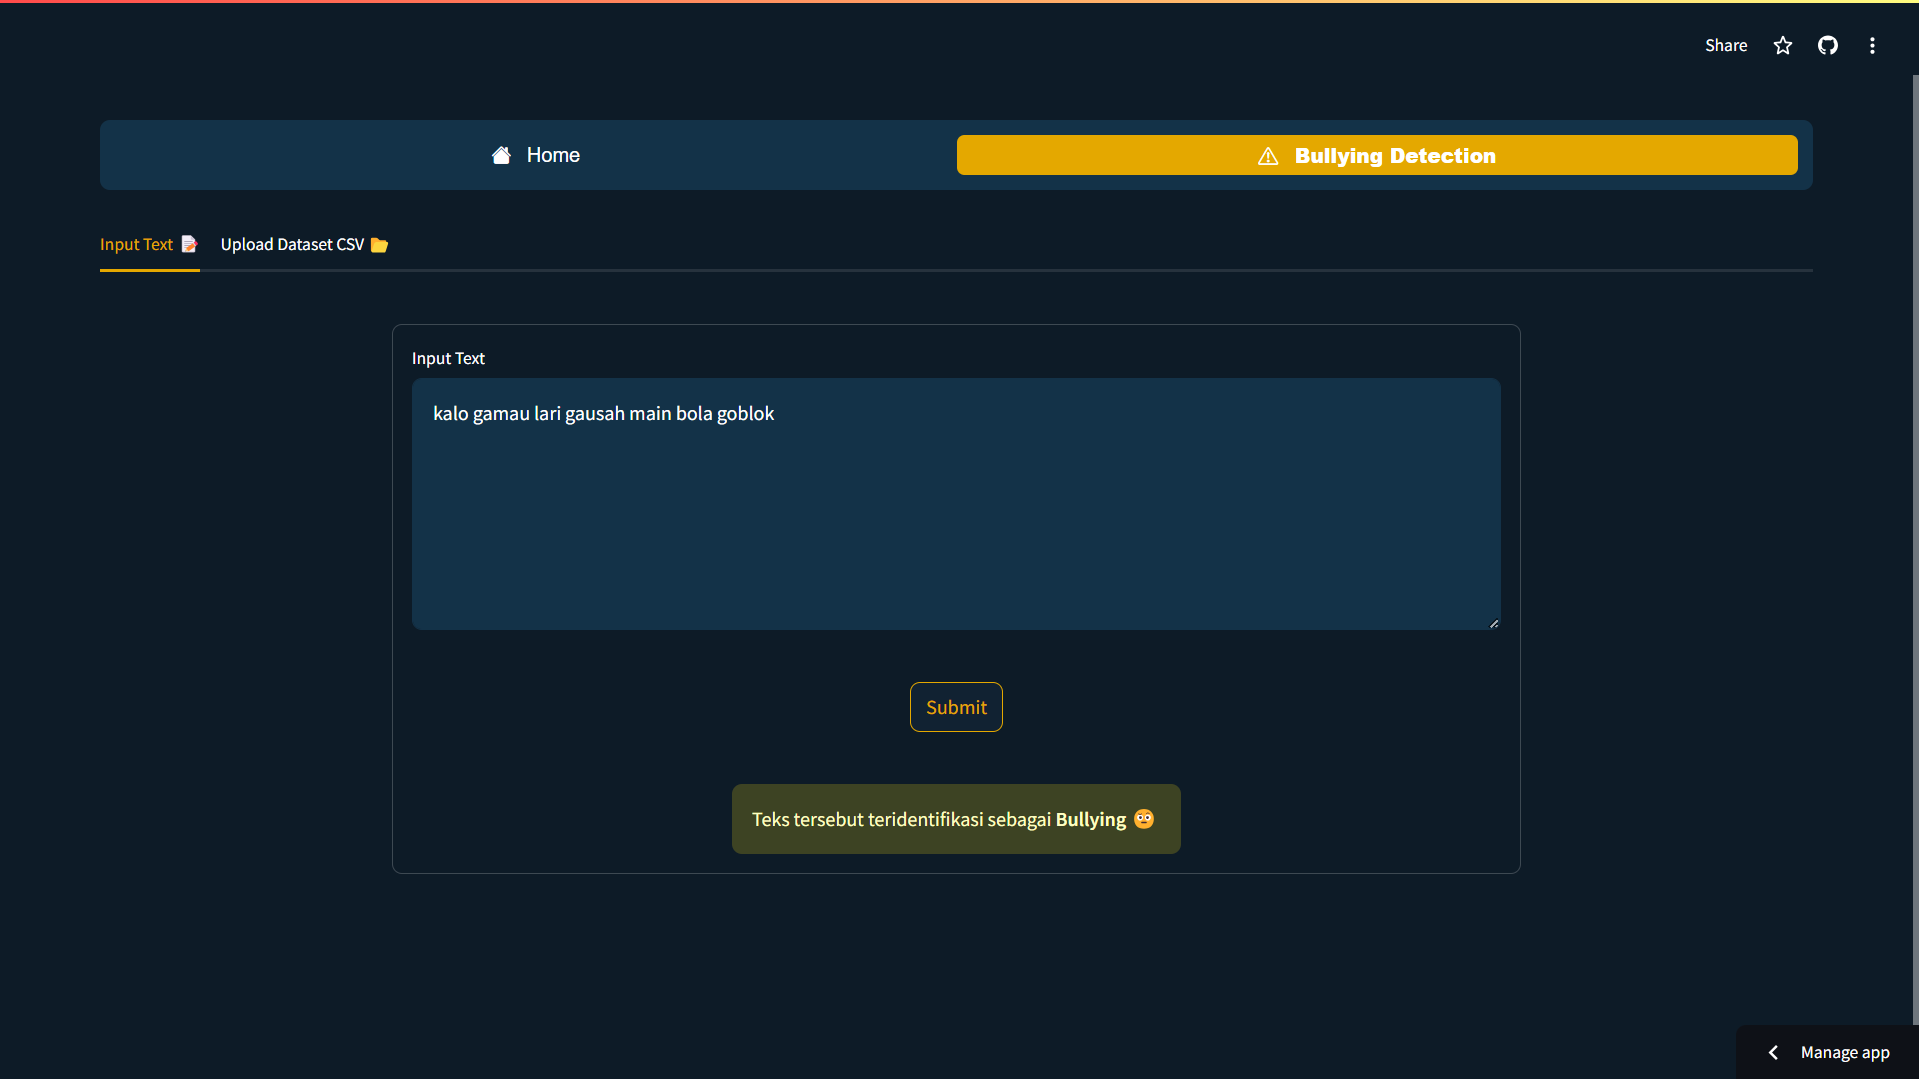 Share
Home
Bullying Detection
Input Text
Upload Dataset CSV
Input Text
kalo gamau lari gausah main bola goblok
Submit
Teks tersebut teridentifikasi sebagai Bullying
Manage app